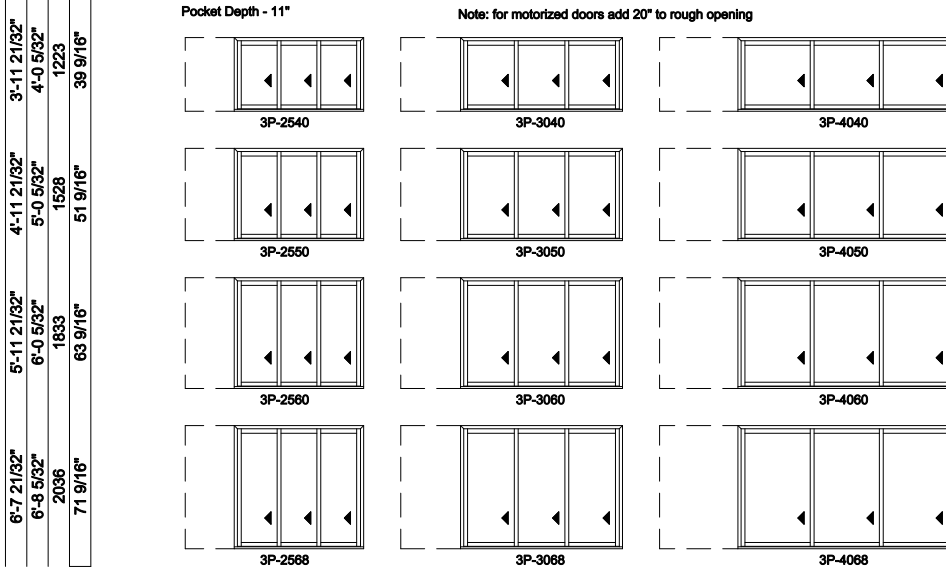 Pocket Depth - 11"
Note: for motorized doors add 20" to rough opening
3'-11 21/32"
4'-0 5/32"
1223
39 9/16"
3P-2540
3P-3040
3P-4040
4'-11 21/32"
5'-0 5/32"
1528
51 9/16"
3P-2550
3P-3050
3P-4050
5'-11 21/32"
6'-0 5/32"
1833
63 9/16"
3P-2560
3P-3060
3P-4060
6'-7 21/32"
6'-8 5/32"
2036
71 9/16"
3P-2568
3P-3068
3P-4068